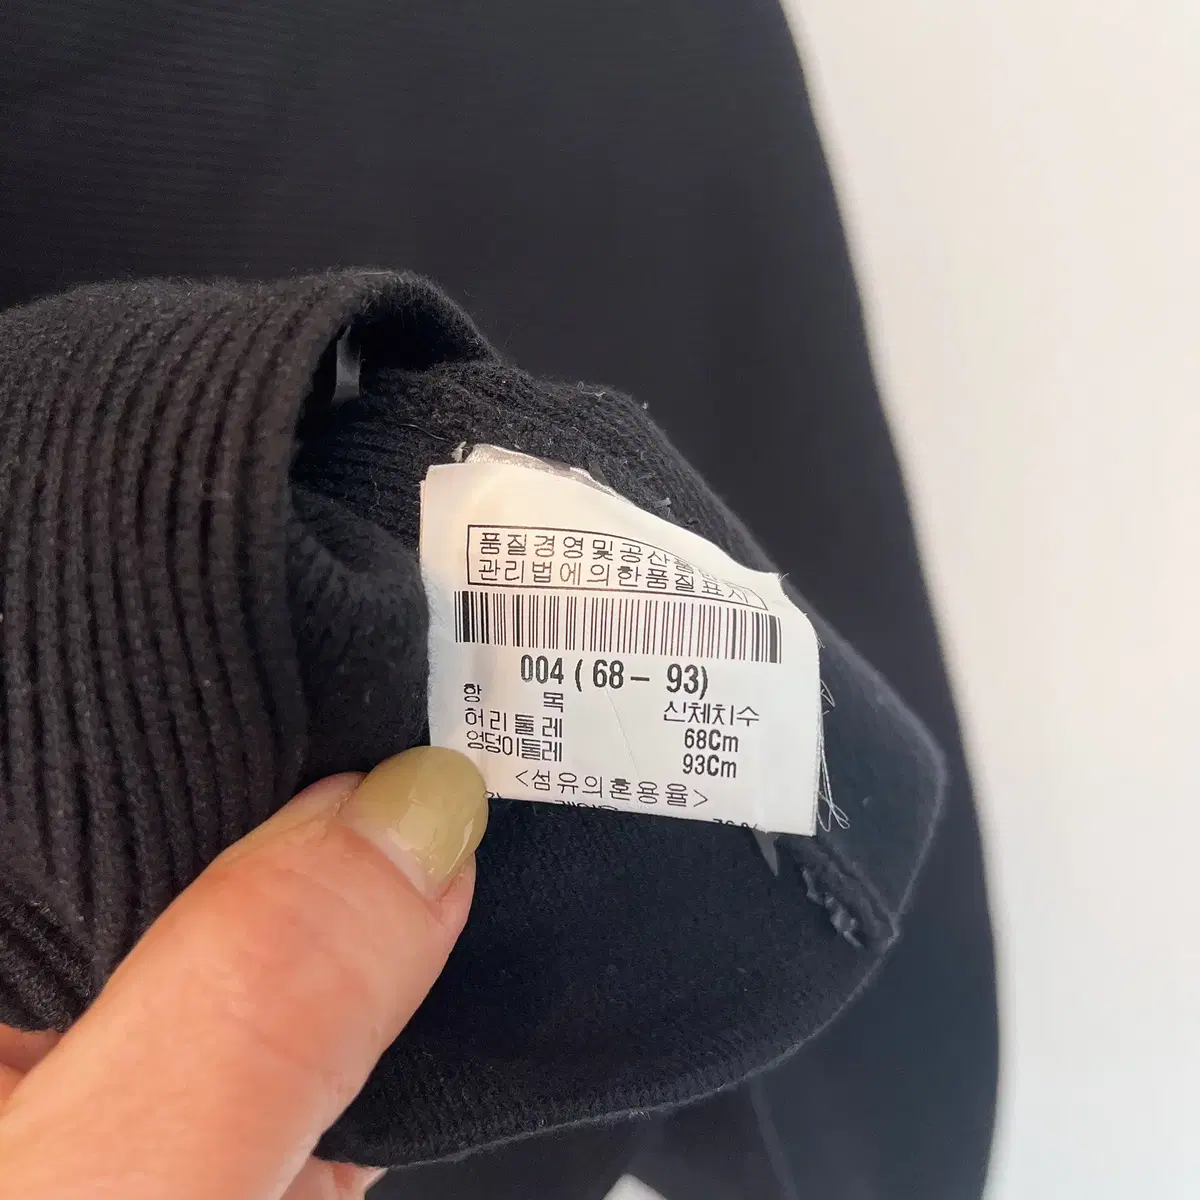 품질경영및공산품
관리법에의한품질표시
004 ( 68 – 93)
항 목 신체치수
허리둘레 68Cm
엉덩이둘레 93Cm
<섬유의혼용율>